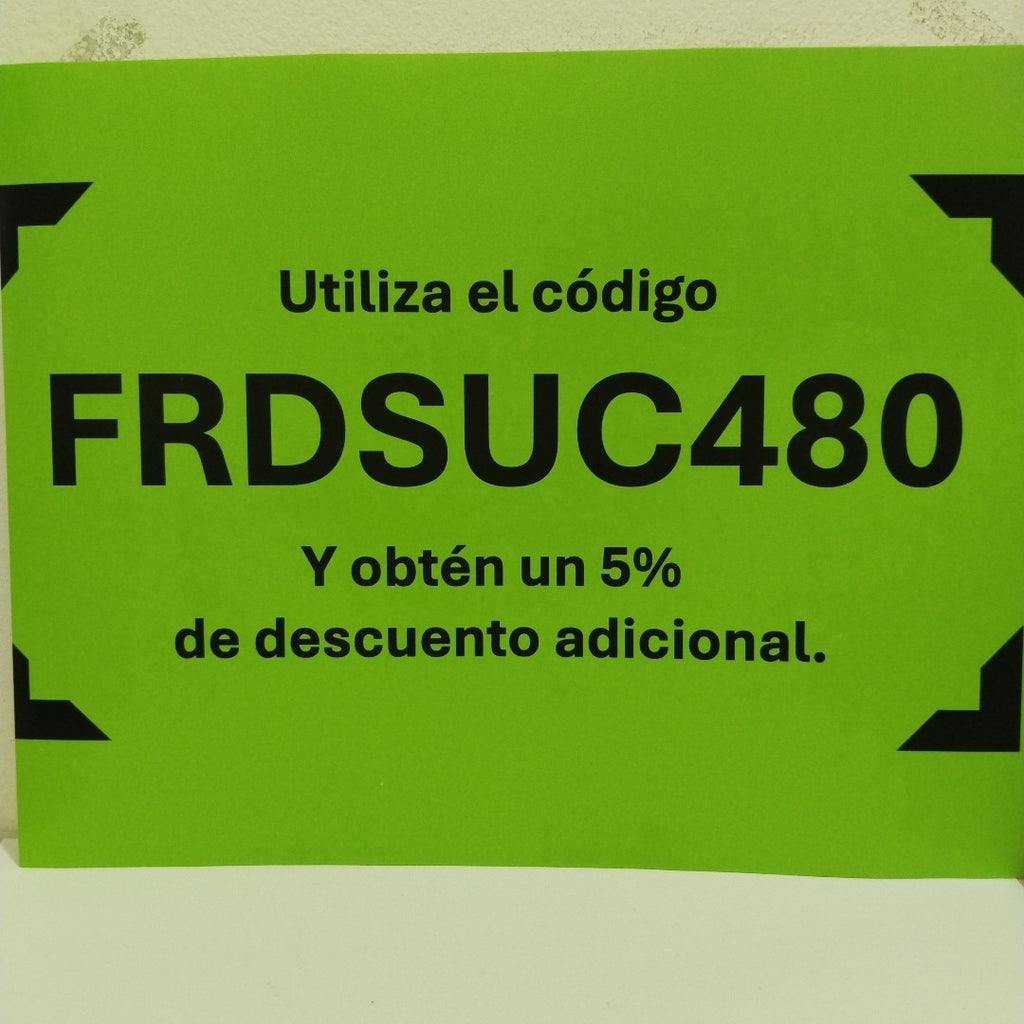 Utiliza el código
FRDSUC480
Y obtén un 5%
de descuento adicional.